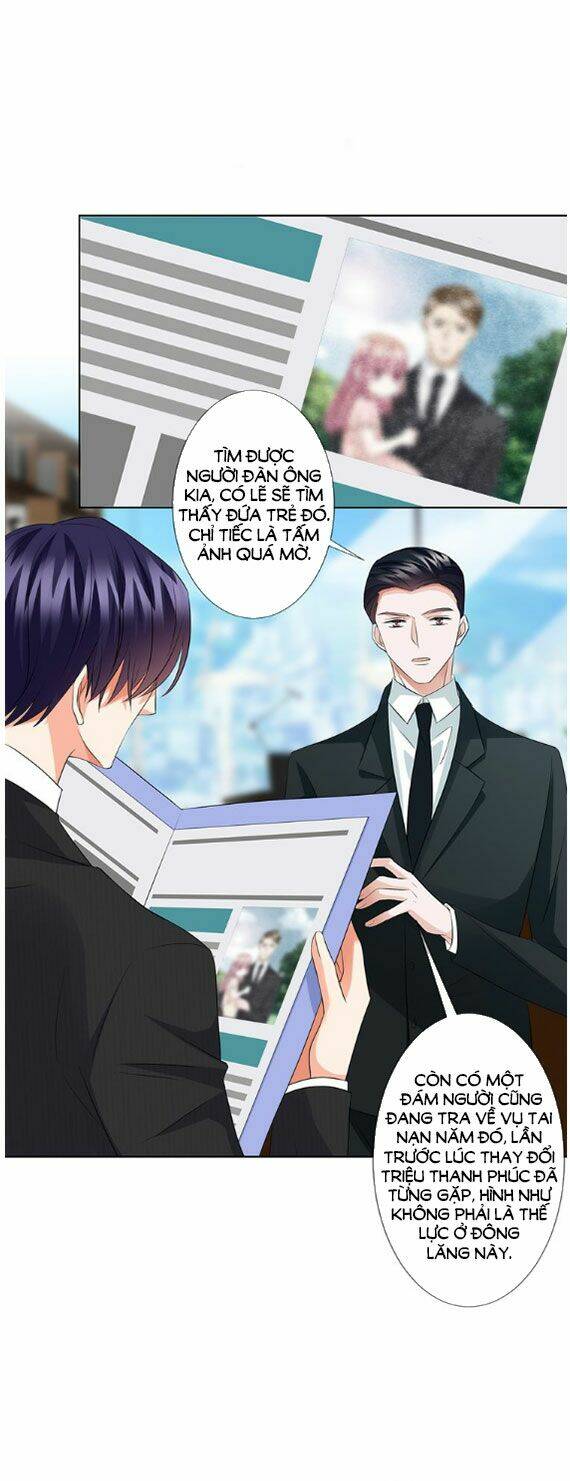 TÌM ĐƯỢC
NGƯỜI ĐÀN ÔNG
KIA, CÓ LẼ SẼ TÌM
THẤY ĐỨA TRẺ ĐÓ.
CHỈ TIẾC LÀ TẤM
ẢNH QUÁ MỜ.
CÒN CÓ MỘT
ĐÁM NGƯỜI CŨNG
ĐANG TRA VỀ VỤ TAI
NẠN NĂM ĐÓ, LẦN
TRƯỚC LÚC THAY ĐỔI
TRIỆU THANH PHÚC ĐÃ
TỪNG GẶP, HÌNH NHƯ
KHÔNG PHẢI LÀ THẾ
LỰC Ở ĐÔNG
LĂNG NÀY.